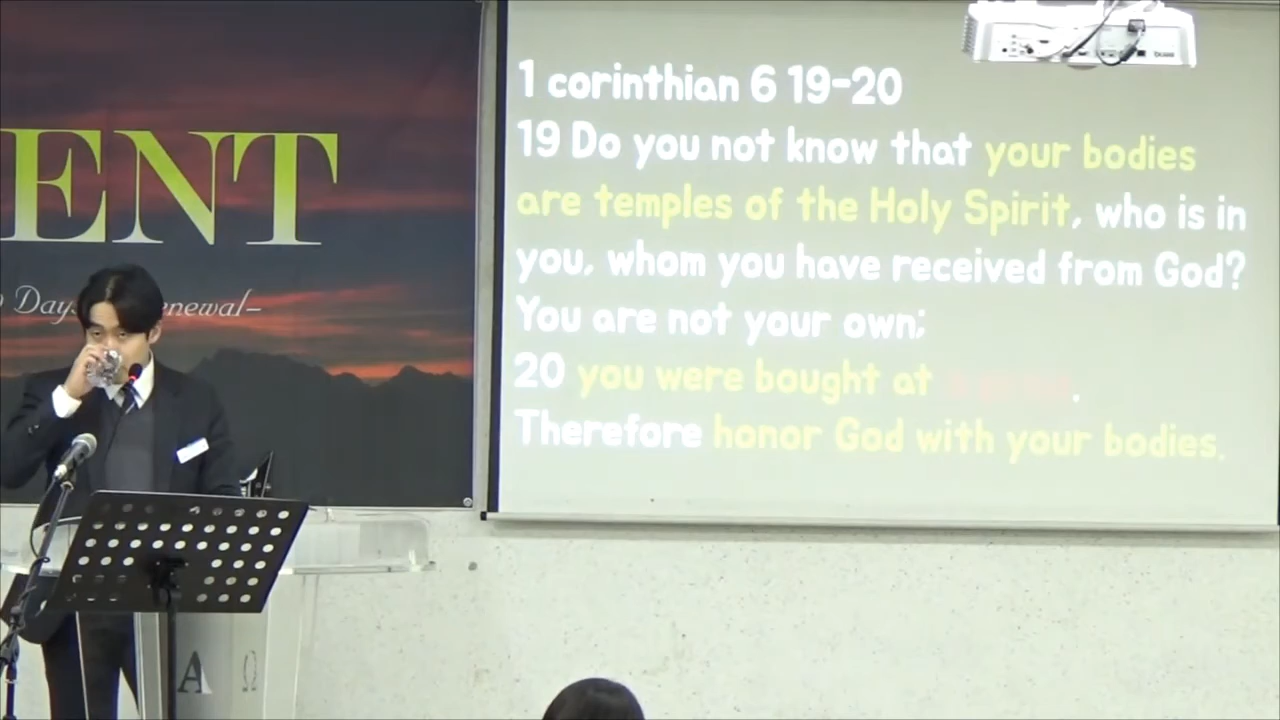 ENT
Days enewal–
1 corinthian 6 19-20
19 Do you not know that your bodies
are temples of the Holy Spirit, who is in
you, whom you have received from God?
You are not your own;
20 you were bought at .
Therefore honor God with your bodies.
A Ω